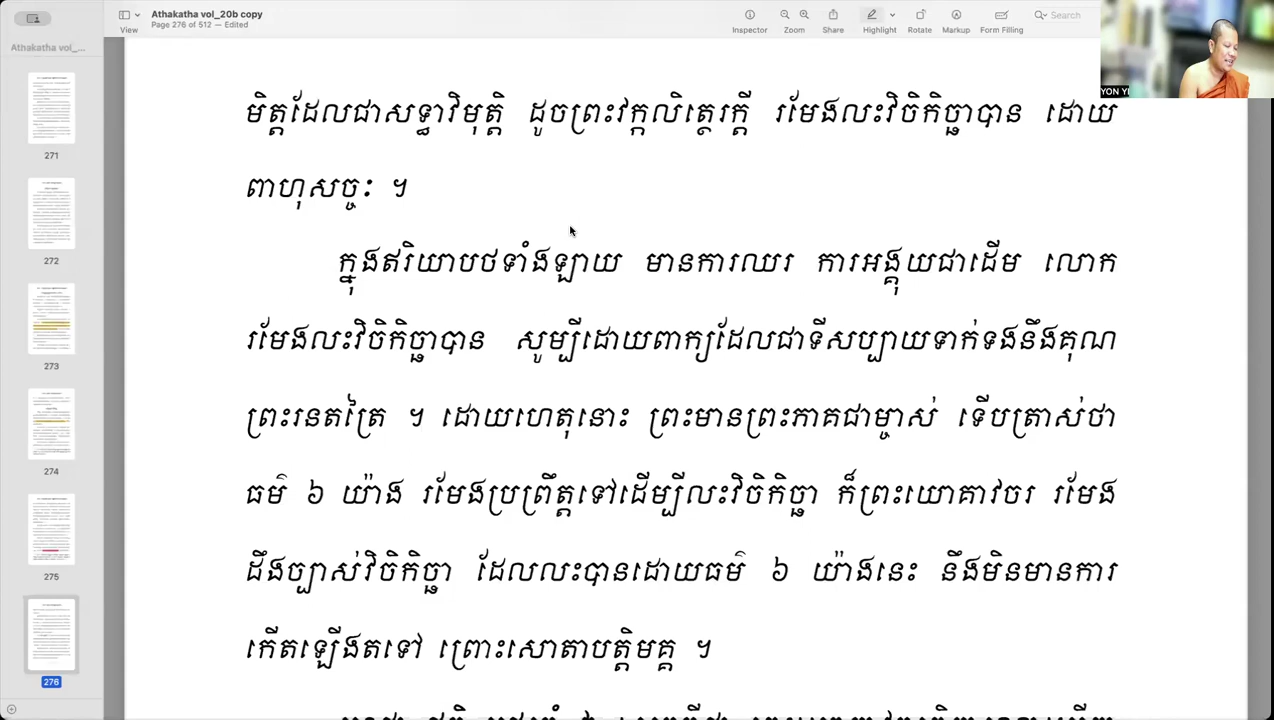 Athakatha vol_20b copy
Page 276 of 512 — Edited
View
Inspector
Zoom
Share
Highlight
Rotate
Markup
Form Filling
Search
Athakatha vol_...
271
272
273
274
275
276
មិត្តដែលជាសទ្ធាវិមុត្តិ ដូចព្រះវក្កលិត្ថេរក្តី រមែងលះវិចិកិច្ឆាបាន ដោយ
ពាហុសច្ចៈ ។
ក្នុងឥរិយាបថទាំងឡាយ មានការឈរ ការអង្គុយជាដើម លោក
រមែងលះវិចិកិច្ឆាបាន សូម្បីដោយពាក្យដែលជាទីសប្បាយទាក់ទងនឹងគុណ
ព្រះរនតត្រៃ ។ ដោយហេតុនោះ ព្រះមានព្រះភាគជាម្ចាស់ ទើបត្រាស់ថា
ធម៌ ៦ យ៉ាង រមែងប្រព្រឹត្តទៅដើម្បីលះវិចិកិច្ឆា ក៏ព្រះយោគាវចរ រមែង
ដឹងច្បាស់វិចិកិច្ឆា ដែលលះបានដោយធម៌ ៦ យ៉ាងនេះ នឹងមិនមានការ
កើតឡើងតទៅ ព្រោះសោតាបត្តិមគ្គ ។